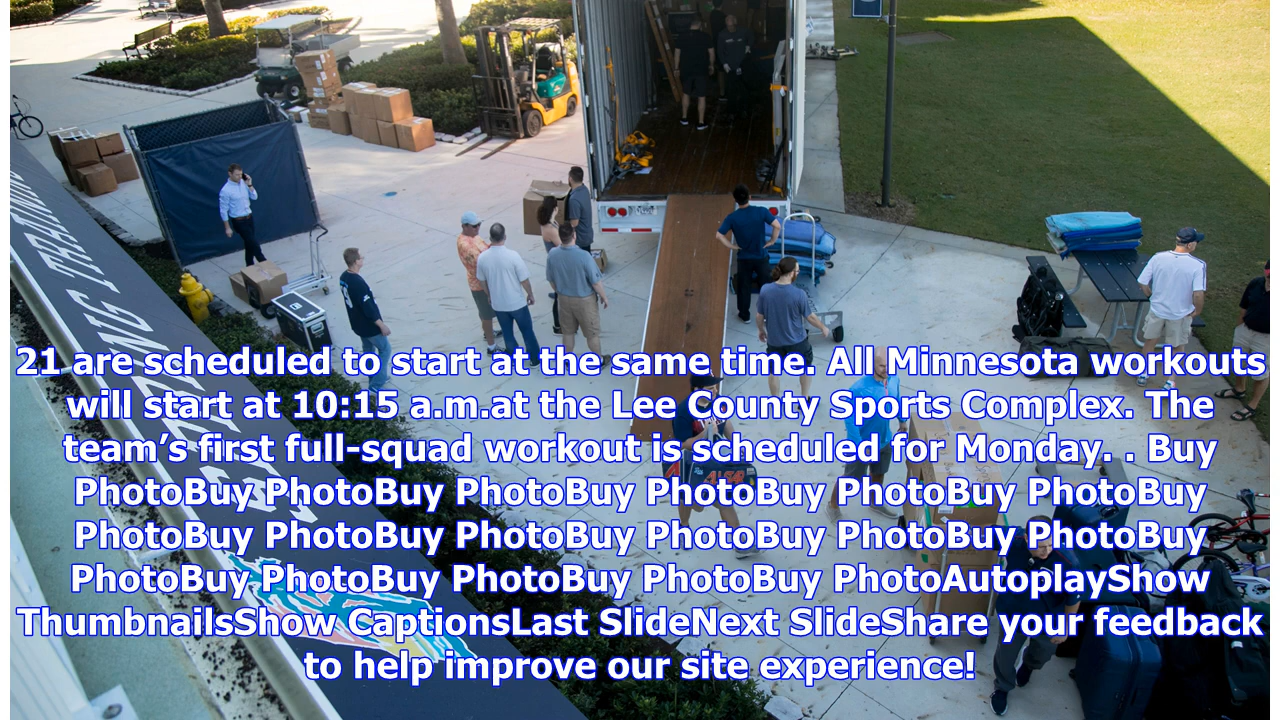 21 are scheduled to start at the same time. All Minnesota workouts
will start at 10:15 a.m.at the Lee County Sports Complex. The
team’s first full-squad workout is scheduled for Monday. . Buy
PhotoBuy PhotoBuy PhotoBuy PhotoBuy PhotoBuy PhotoBuy
PhotoBuy PhotoBuy PhotoBuy PhotoBuy PhotoBuy PhotoBuy
PhotoBuy PhotoBuy PhotoBuy PhotoBuy PhotoAutoplayShow
ThumbnailsShow CaptionsLast SlideNext SlideShare your feedback
to help improve our site experience!